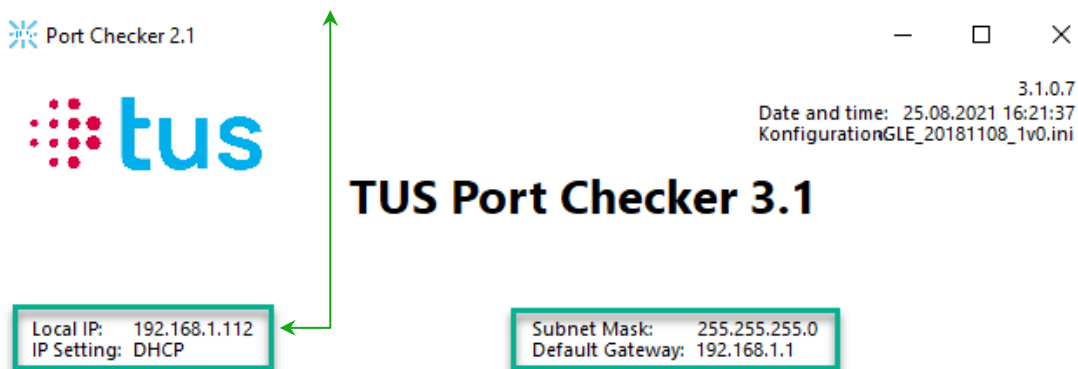 Port Checker 2.1
3.1.0.7
Date and time: 25.08.2021 16:21:37
Konfiguration GLE_20181108_1v0.ini
tus
TUS Port Checker 3.1
Local IP: 192.168.1.112
IP Setting: DHCP
Subnet Mask: 255.255.255.0
Default Gateway: 192.168.1.1